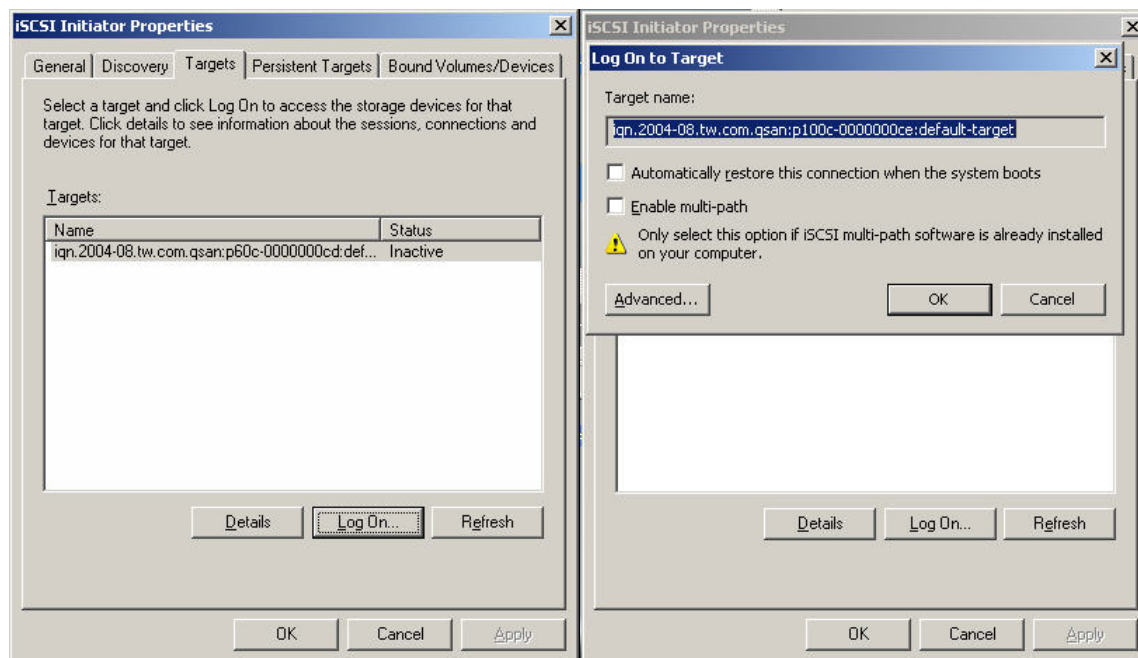 iSCSI Initiator Properties
General
Discovery
Targets
Persistent Targets
Bound Volumes/Devices
Select a target and click Log On to access the storage devices for that
target. Click details to see information about the sessions, connections and
devices for that target.
Targets:
Name
Status
iqn.2004-08.tw.com.qsan:p60c-0000000cd:def...
Inactive
Details
Log On...
Refresh
OK
Cancel
Apply
iSCSI Initiator Properties
Log On to Target
Target name:
iqn.2004-08.tw.com.qsan:p100c-0000000ce:default-target
Automatically restore this connection when the system boots
Enable multi-path
Only select this option if iSCSI multi-path software is already installed
on your computer.
Advanced...
OK
Cancel
Details
Log On...
Refresh
OK
Cancel
Apply